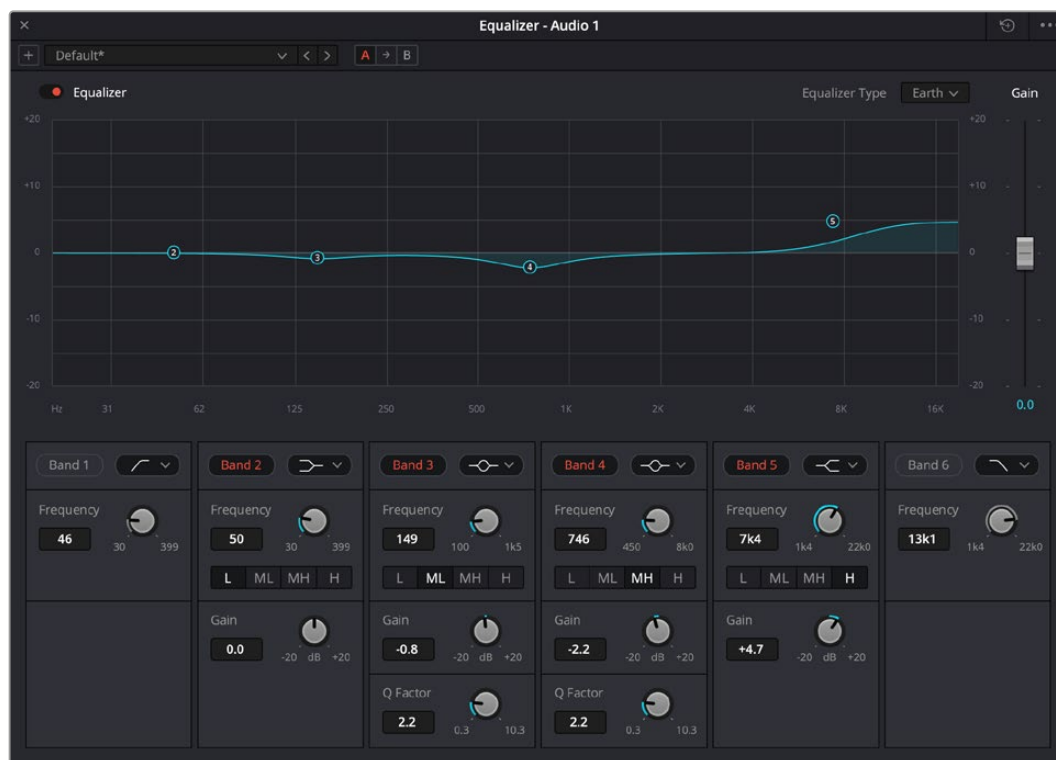 Equalizer - Audio 1
Default*
A B
Equalizer
Equalizer Type Earth Gain
+20 +20
+10 +10
0 0
-10 -10
-20 -20
Hz 31 62 125 250 500 1K 2K 4K 8K 16K
0.0
2 3 4 5
Band 1 Band 2 Band 3 Band 4 Band 5 Band 6
Frequency Frequency Frequency Frequency Frequency Frequency
46 50 149 746 7k4 13k1
30 399 30 399 100 1k5 450 8k0 1k4 22k0 1k4 22k0
L ML MH H L ML MH H L ML MH H L ML MH H
Gain Gain Gain Gain
0.0 -0.8 -2.2 +4.7
-20 dB +20 -20 dB +20 -20 dB +20 -20 dB +20
Q Factor Q Factor
2.2 2.2
0.3 10.3 0.3 10.3